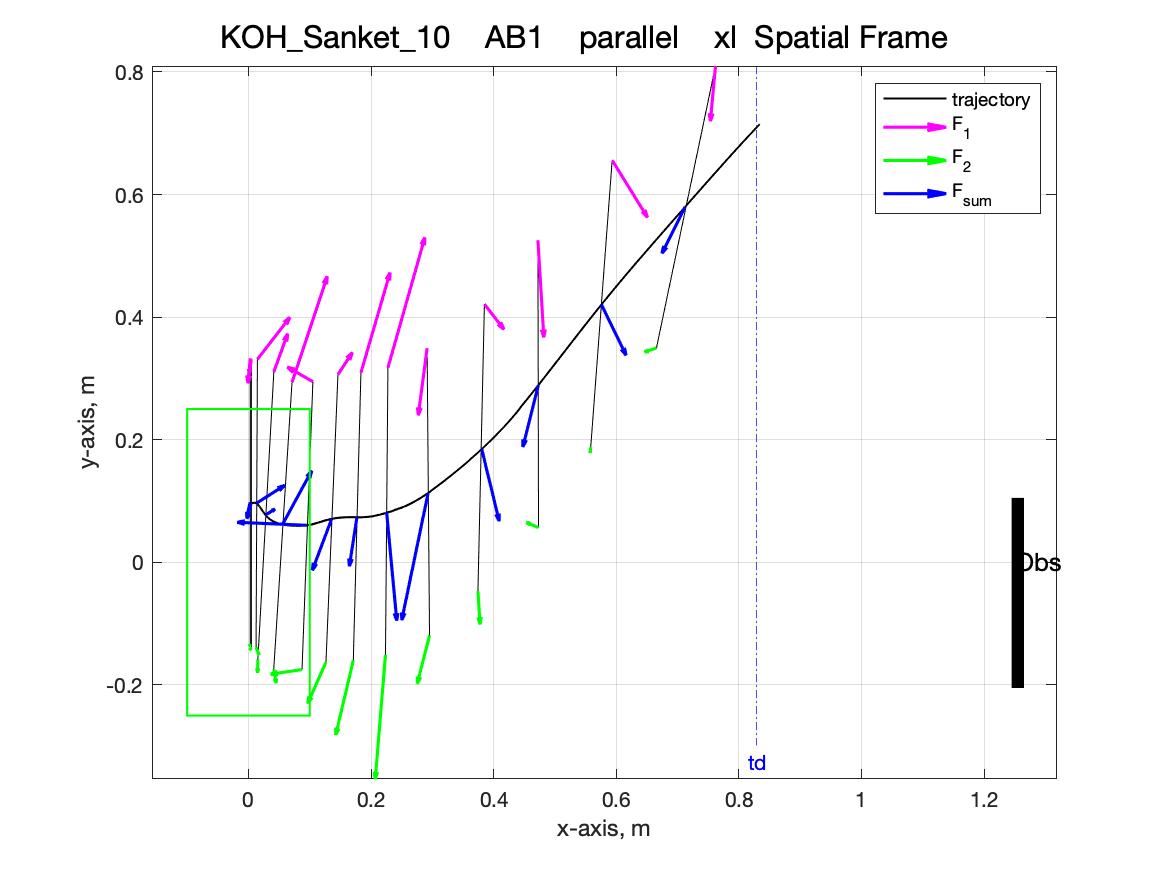 KOH_Sanket_10 AB1 parallel xl Spatial Frame
trajectory
F1
F2
Fsum
0.8
0.6
0.4
0.2
0
-0.2
y-axis, m
Obs
td
0 0.2 0.4 0.6 0.8 1 1.2
x-axis, m